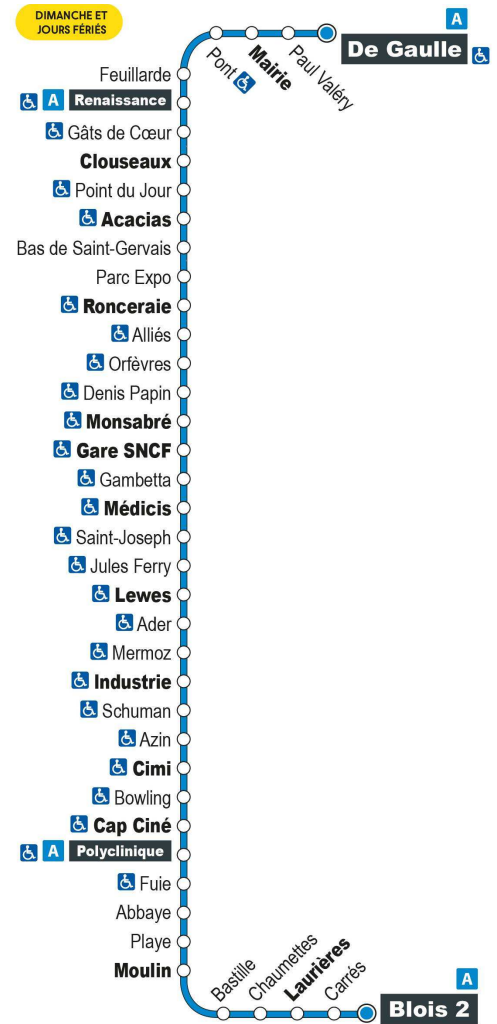 DIMANCHE ET
JOURS FÉRIÉS
A
De Gaulle
Paul Valéry
Mairie
Pont
Feuillarde
A Renaissance
Gâts de Cœur
Clouseaux
Point du Jour
Acacias
Bas de Saint-Gervais
Parc Expo
Ronceraie
Alliés
Orfèvres
Denis Papin
Monsabré
Gare SNCF
Gambetta
Médicis
Saint-Joseph
Jules Ferry
Lewes
Ader
Mermoz
Industrie
Schuman
Azin
Cimi
Bowling
Cap Ciné
A Polyclinique
Fuie
Abbaye
Playe
Moulin
Bastille
Chaumettes
Laurières
Carrés
A
Blois 2